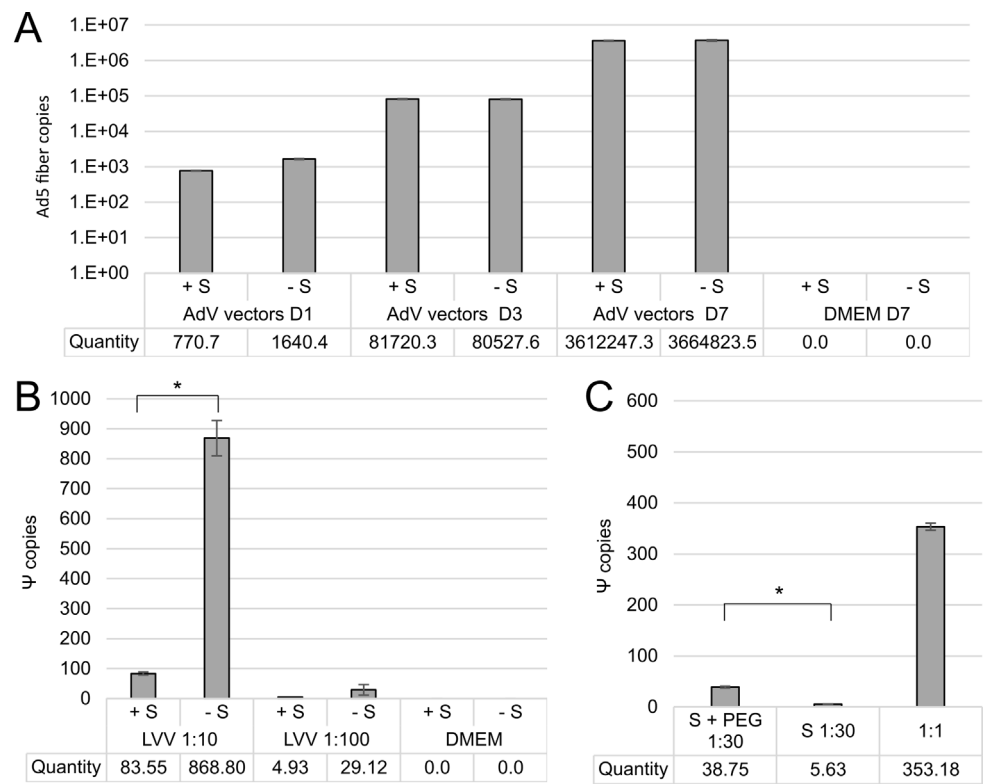 A
Ad5 fiber copies
1.E+07
1.E+06
1.E+05
1.E+04
1.E+03
1.E+02
1.E+01
1.E+00
+ S - S + S - S + S - S + S - S
AdV vectors D1 AdV vectors D3 AdV vectors D7 DMEM D7
Quantity 770.7 1640.4 81720.3 80527.6 3612247.3 3664823.5 0.0 0.0
B
Ψ copies
1000
900
800
700
600
500
400
300
200
100
0
*
+ S - S + S - S + S - S
LVV 1:10 LVV 1:100 DMEM
Quantity 83.55 868.80 4.93 29.12 0.0 0.0
C
Ψ copies
600
500
400
300
200
100
0
*
S + PEG S 1:30 1:1
1:30
Quantity 38.75 5.63 353.18